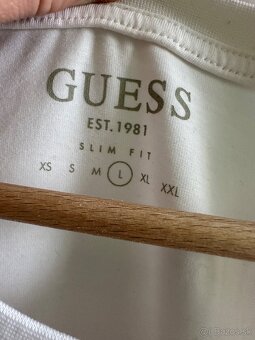 GUESS
EST. 1981
SLIM FIT
XS S M L XL XXL